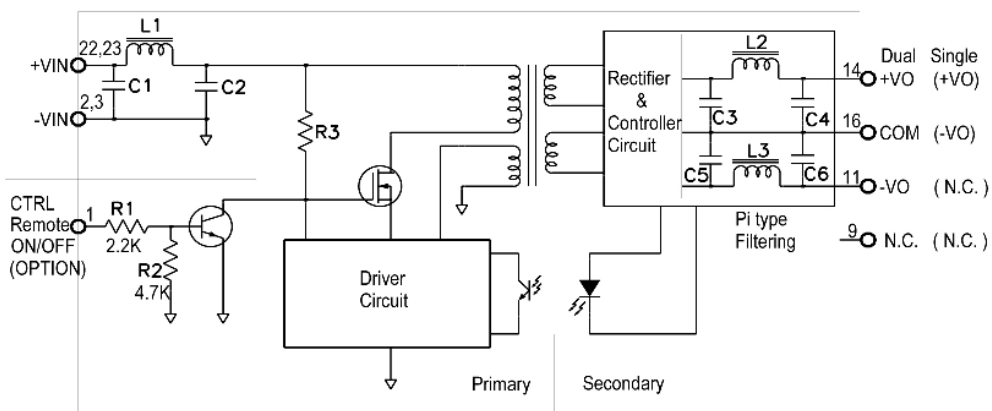 L1
22,23
+VIN
C1
C2
2,3
-VIN
R3
CTRL
Remote
ON/OFF
(OPTION)
1
R1
2.2K
R2
4.7K
Driver
Circuit
Primary
Secondary
Rectifier
&
Controller
Circuit
L2
C3
C4
L3
C5
C6
Pi type
Filtering
Dual Single
14 +VO (+VO)
16 COM (-VO)
11 -VO (N.C.)
9 N.C. (N.C.)